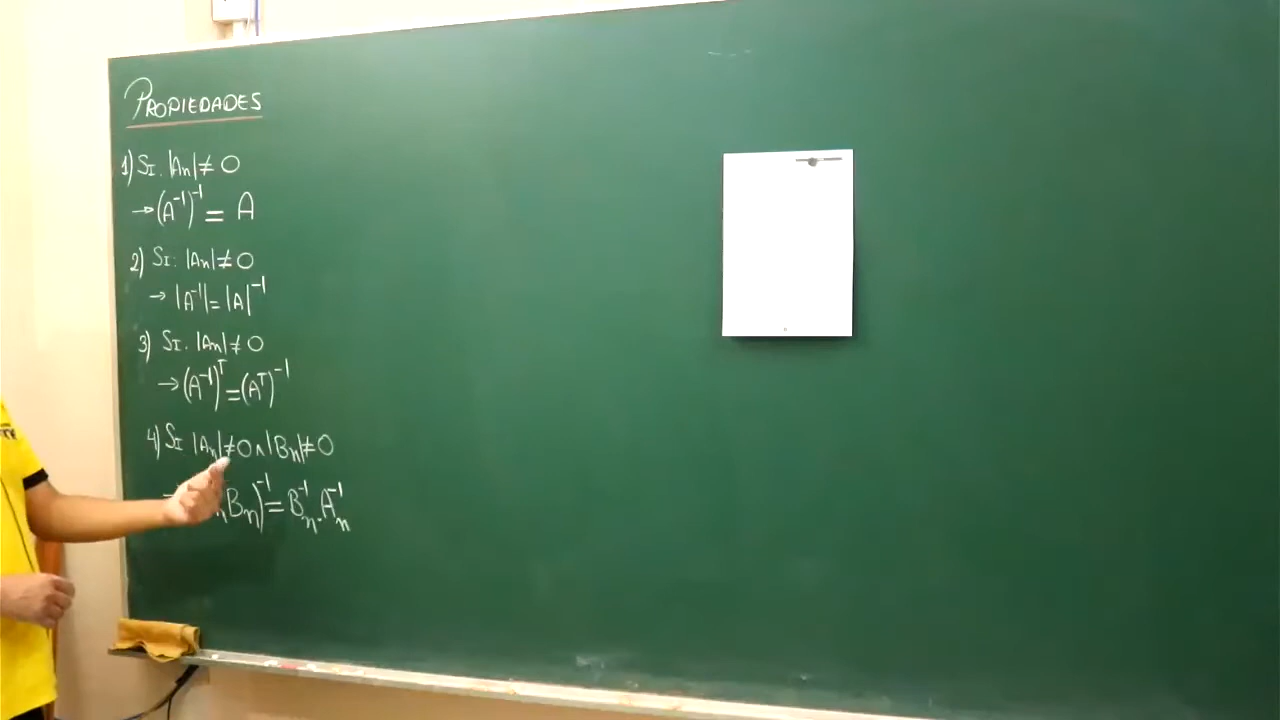 PROPIEDADES
1) SI. |An| ≠ 0
→ (A⁻¹)⁻¹ = A
2) SI: |An| ≠ 0
→ |A⁻¹| = |A|⁻¹
3) SI. |An| ≠ 0
→ (A⁻¹)ᵀ = (Aᵀ)⁻¹
4) SI |An| ≠ 0 ∧ |Bn| ≠ 0
Bn)⁻¹ = Bn⁻¹ . An⁻¹